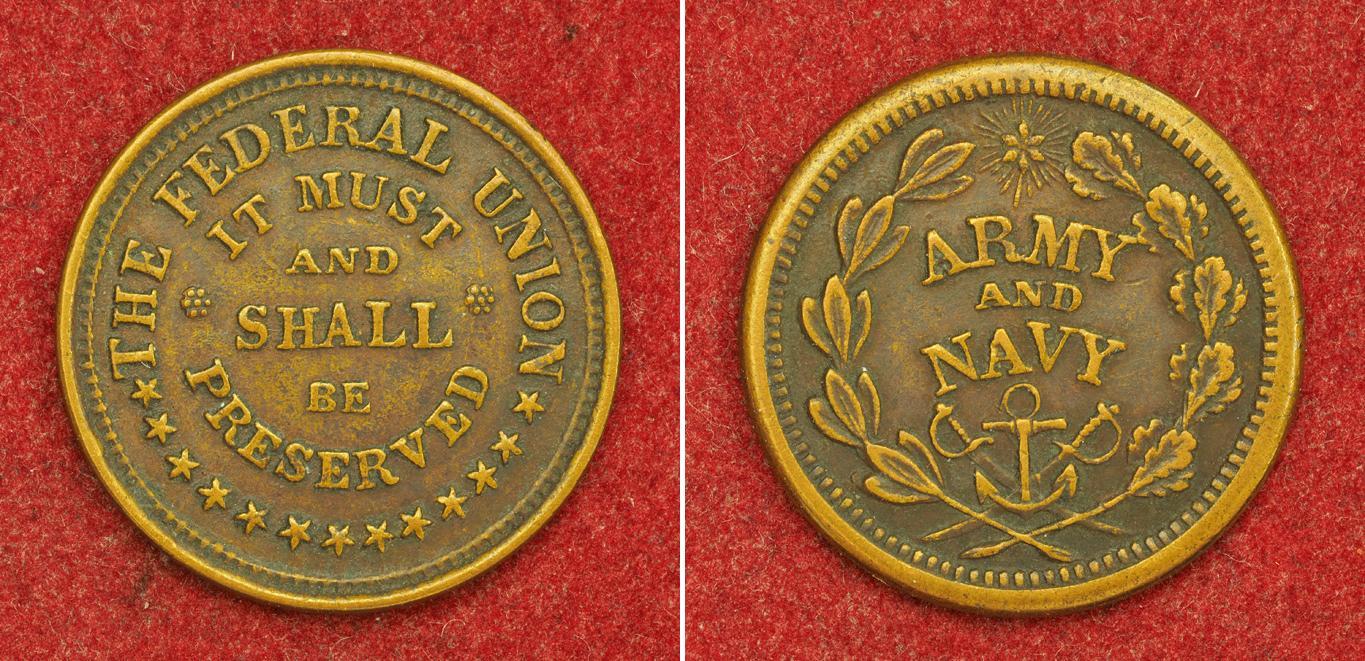 THE FEDERAL UNION
IT MUST
AND
SHALL
BE
PRESERVED
ARMY
AND
NAVY